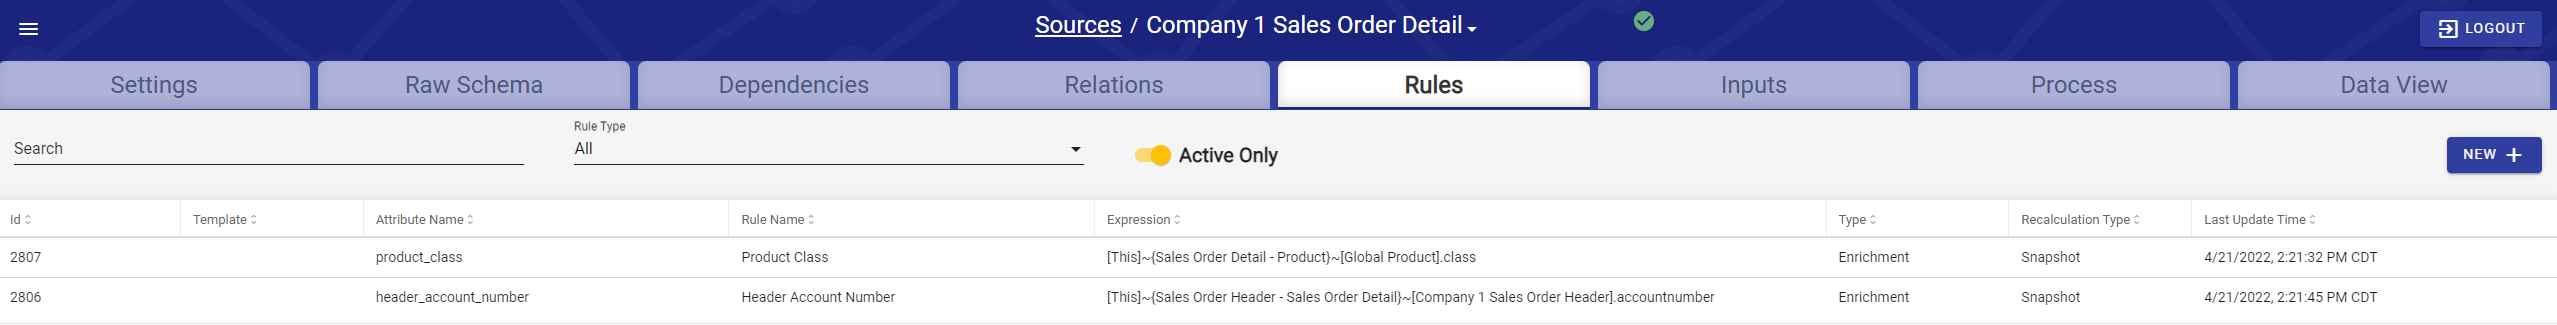 Sources / Company 1 Sales Order Detail
LOGOUT
Settings Raw Schema Dependencies Relations Rules Inputs Process Data View
Rule Type
Search All Active Only NEW
Id Template Attribute Name Rule Name Expression Type Recalculation Type Last Update Time
2807 product_class Product Class [This]~{Sales Order Detail - Product}~[Global Product].class Enrichment Snapshot 4/21/2022, 2:21:32 PM CDT
2806 header_account_number Header Account Number [This]~{Sales Order Header - Sales Order Detail}~[Company 1 Sales Order Header].accountnumber Enrichment Snapshot 4/21/2022, 2:21:45 PM CDT